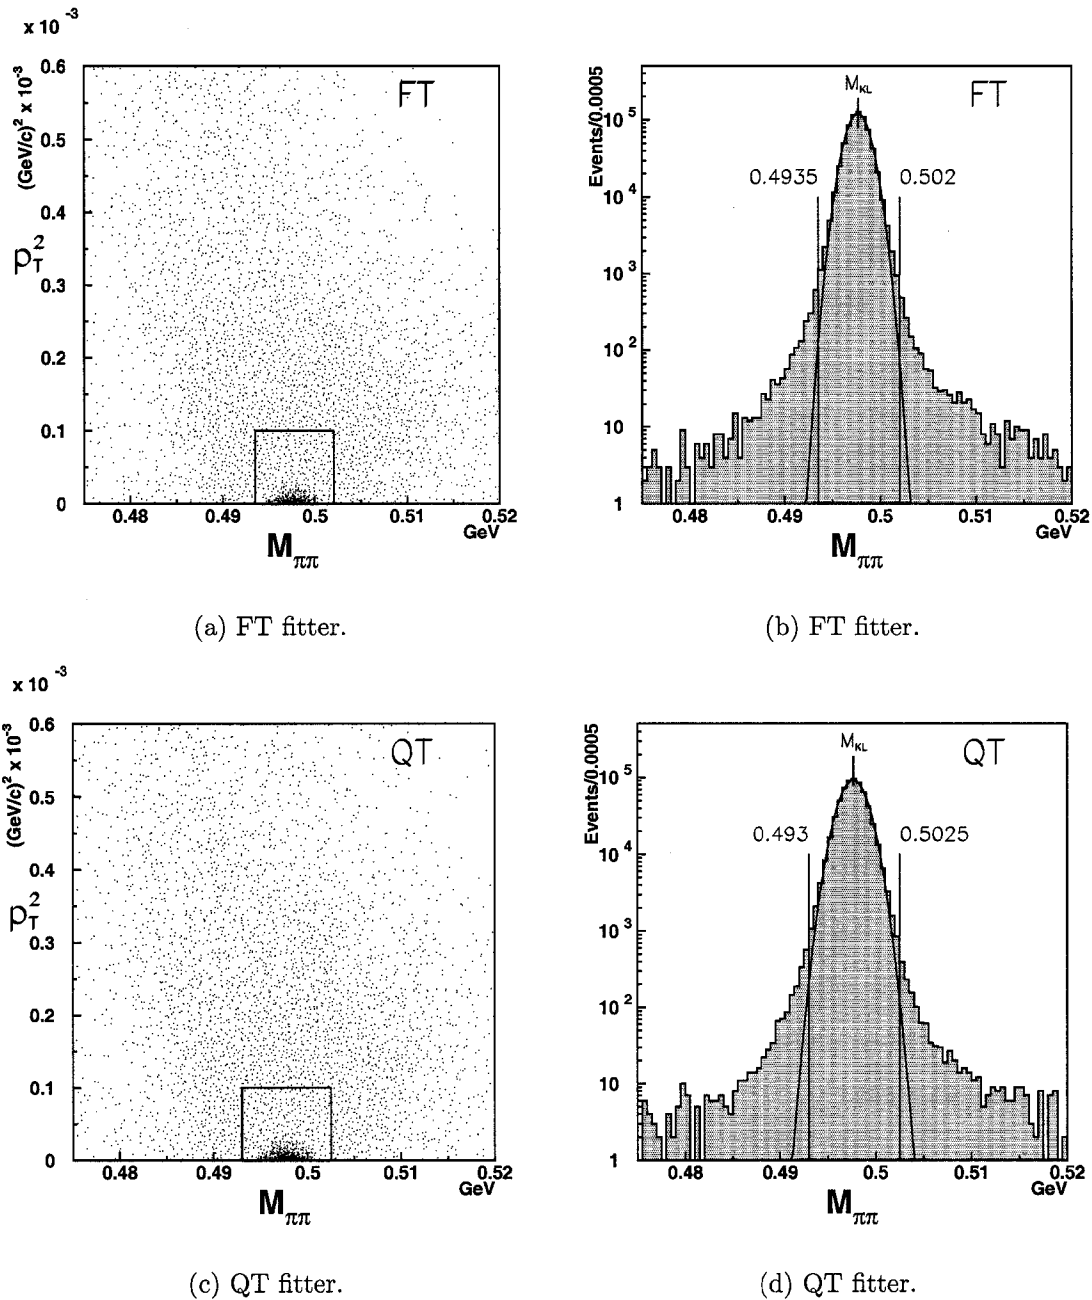 x 10 -3
(GeV/c)² x 10⁻³
p_T²
FT
0.6
0.5
0.4
0.3
0.2
0.1
0
0.48 0.49 0.5 0.51 0.52
GeV
M_ππ
(a) FT fitter.
Events/0.0005
M_KL
FT
0.4935 0.502
10⁵
10⁴
10³
10²
10
1
0.48 0.49 0.5 0.51 0.52
GeV
M_ππ
(b) FT fitter.
x 10 -3
(GeV/c)² x 10⁻³
p_T²
QT
0.6
0.5
0.4
0.3
0.2
0.1
0
0.48 0.49 0.5 0.51 0.52
GeV
M_ππ
(c) QT fitter.
Events/0.0005
M_KL
QT
0.493 0.5025
10⁵
10⁴
10³
10²
10
1
0.48 0.49 0.5 0.51 0.52
GeV
M_ππ
(d) QT fitter.